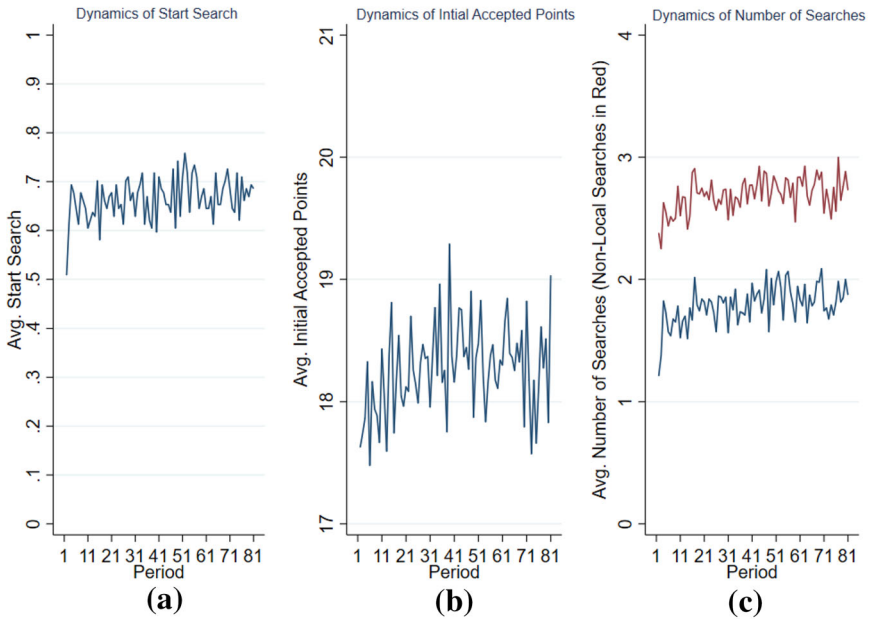 Dynamics of Start Search
Avg. Start Search
1
.9
.8
.7
.6
.5
.4
.3
.2
.1
0
1 11 21 31 41 51 61 71 81
Period
(a)
Dynamics of Intial Accepted Points
Avg. Initial Accepted Points
21
20
19
18
17
1 11 21 31 41 51 61 71 81
Period
(b)
Dynamics of Number of Searches
Avg. Number of Searches (Non-Local Searches in Red)
4
3
2
1
0
1 11 21 31 41 51 61 71 81
Period
(c)